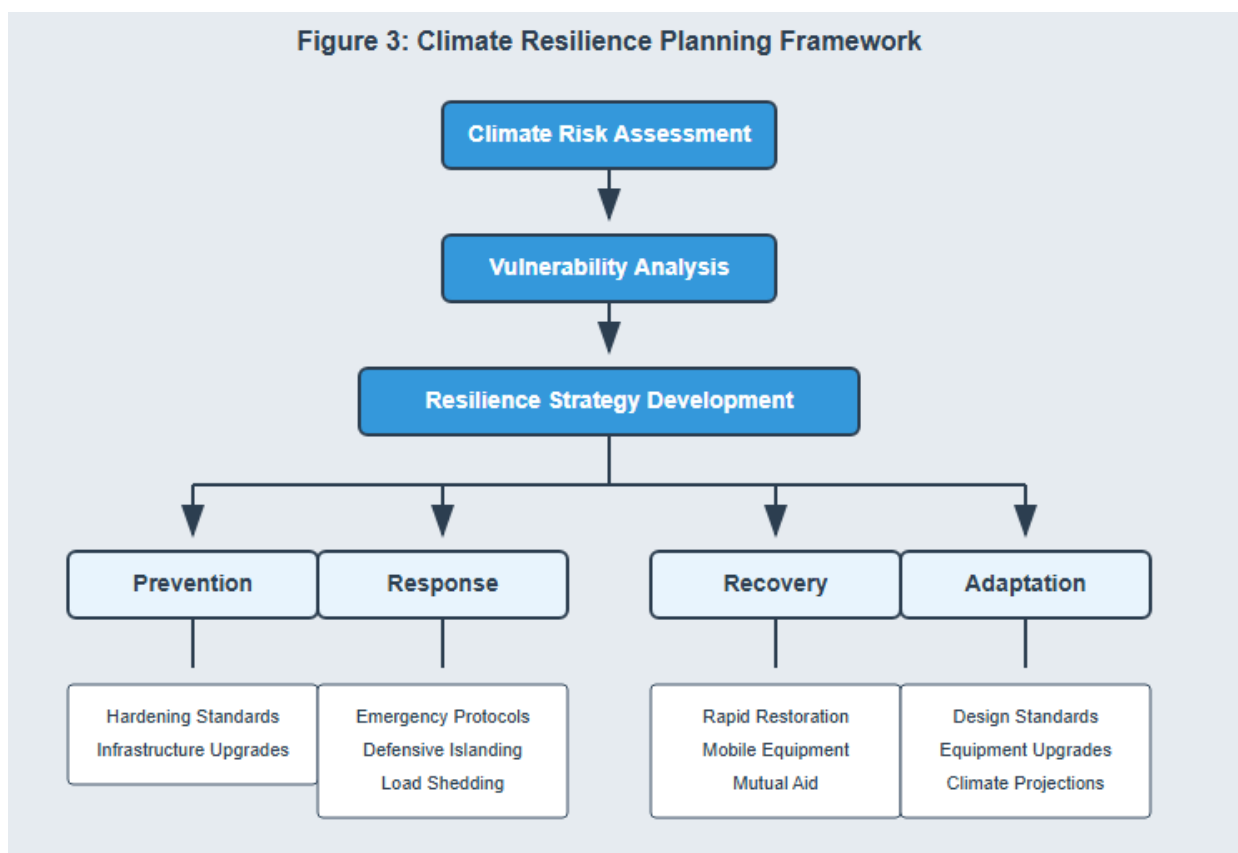 Figure 3: Climate Resilience Planning Framework
Climate Risk Assessment
Vulnerability Analysis
Resilience Strategy Development
Prevention
Response
Recovery
Adaptation
Hardening Standards
Infrastructure Upgrades
Emergency Protocols
Defensive Islanding
Load Shedding
Rapid Restoration
Mobile Equipment
Mutual Aid
Design Standards
Equipment Upgrades
Climate Projections